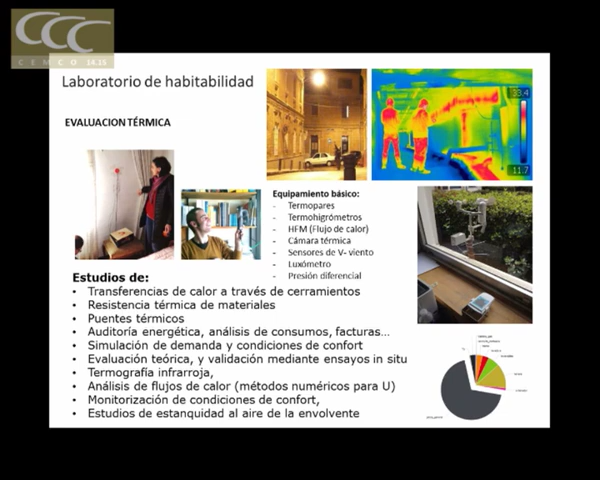 CCC
CEMCO 14.15
Laboratorio de habitabilidad
EVALUACION TÉRMICA
33.4
11.7
Equipamiento básico:
- Termopares
- Termohigrómetros
- HFM (Flujo de calor)
- Cámara térmica
- Sensores de V- viento
- Luxómetro
- Presión diferencial
Estudios de:
• Transferencias de calor a través de cerramientos
• Resistencia térmica de materiales
• Puentes térmicos
• Auditoría energética, análisis de consumos, facturas...
• Simulación de demanda y condiciones de confort
• Evaluación teórica, y validación mediante ensayos in situ
• Termografia infrarroja,
• Análisis de flujos de calor (métodos numéricos para U)
• Monitorización de condiciones de confort,
• Estudios de estanquidad al aire de la envolvente